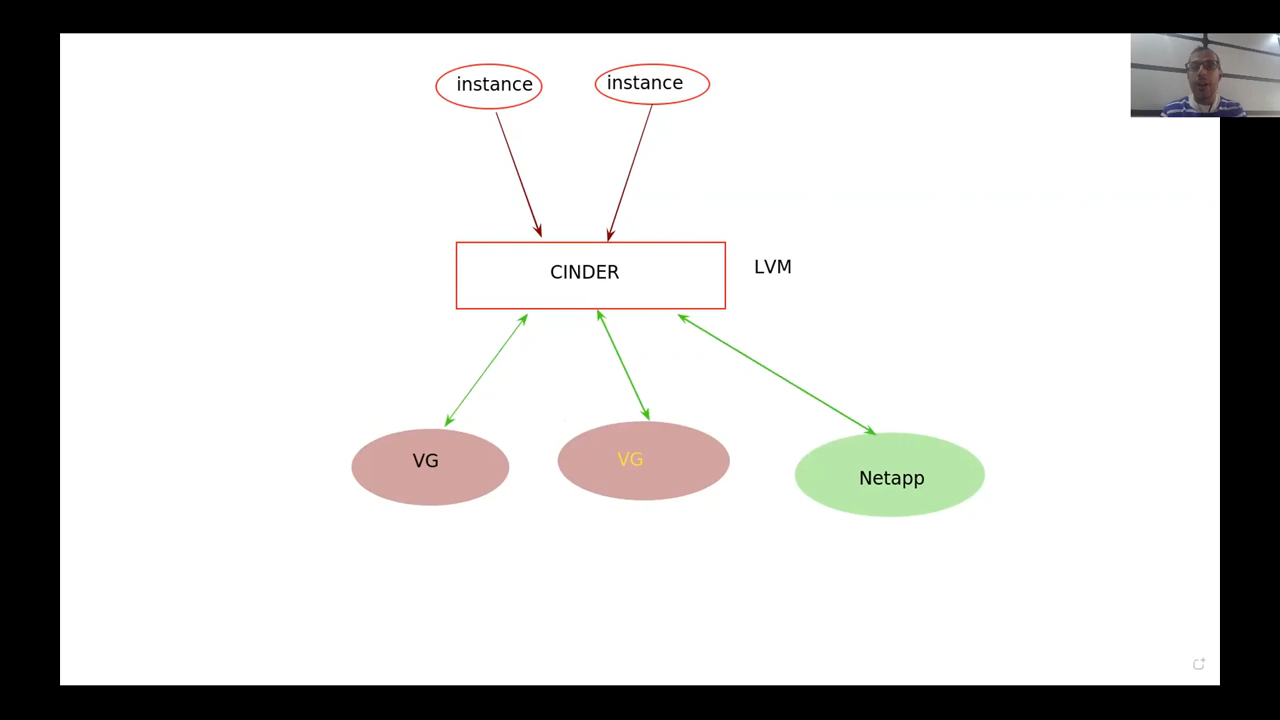 instance
instance
CINDER
LVM
VG
VG
Netapp